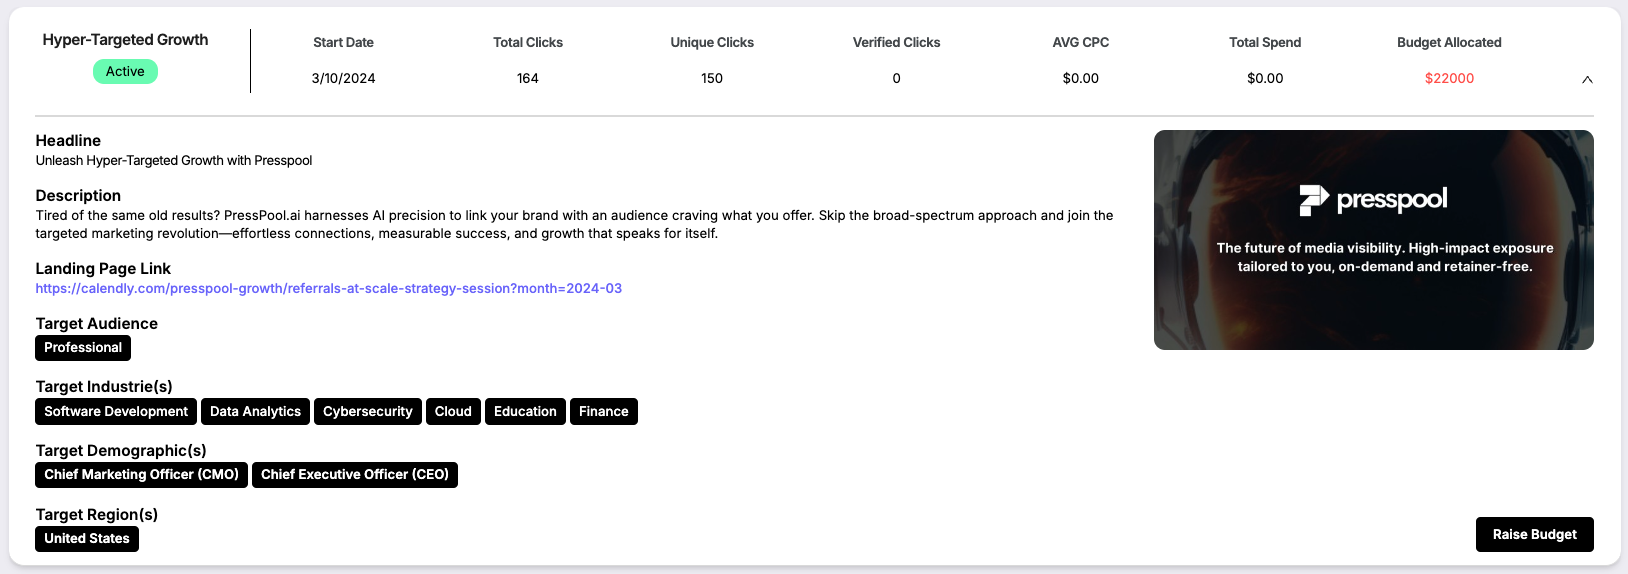 Hyper-Targeted Growth
Active
Start Date
Total Clicks
Unique Clicks
Verified Clicks
AVG CPC
Total Spend
Budget Allocated
3/10/2024
164
150
0
$0.00
$0.00
$22000
Headline
Unleash Hyper-Targeted Growth with Presspool
Description
Tired of the same old results? PressPool.ai harnesses AI precision to link your brand with an audience craving what you offer. Skip the broad-spectrum approach and join the
targeted marketing revolution—effortless connections, measurable success, and growth that speaks for itself.
Landing Page Link
https://calendly.com/presspool-growth/referrals-at-scale-strategy-session?month=2024-03
Target Audience
Professional
Target Industrie(s)
Software Development
Data Analytics
Cybersecurity
Cloud
Education
Finance
Target Demographic(s)
Chief Marketing Officer (CMO)
Chief Executive Officer (CEO)
Target Region(s)
United States
presspool
The future of media visibility. High-impact exposure
tailored to you, on-demand and retainer-free.
Raise Budget